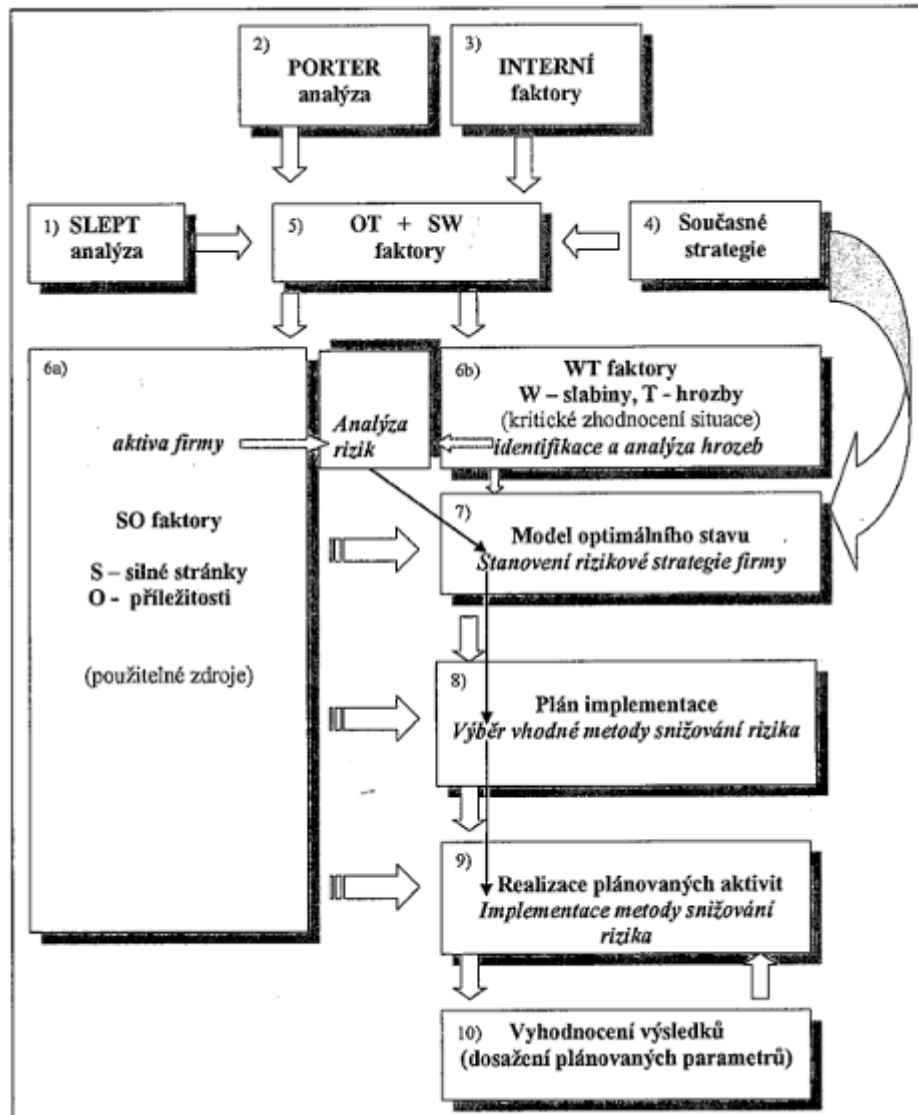 2)
PORTER
analýza
3)
INTERNÍ
faktory
1) SLEPT
analýza
5) OT + SW
faktory
4) Současné
strategie
6a)
aktiva firmy
SO faktory
S – silné stránky
O - příležitosti
(použitelné zdroje)
Analýza
rizik
6b) WT faktory
W – slabiny, T - hrozby
(kritické zhodnocení situace)
identifikace a analýza hrozeb
7)
Model optimálního stavu
Stanovení rizikové strategie firmy
8)
Plán implementace
Výběr vhodné metody snižování rizika
9)
Realizace plánovaných aktivit
Implementace metody snižování
rizika
10) Vyhodnocení výsledků
(dosažení plánovaných parametrů)